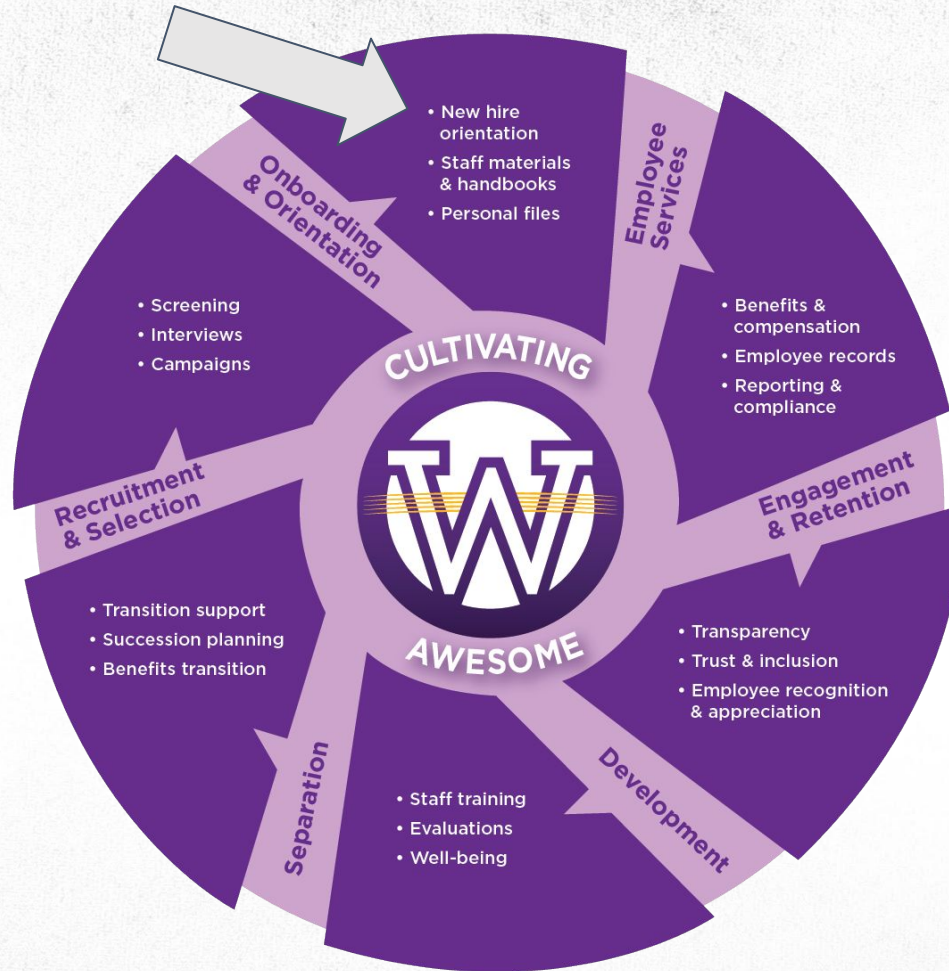 Onboarding
& Orientation
• New hire
orientation
• Staff materials
& handbooks
• Personal files
Employee
Services
• Benefits &
compensation
• Employee records
• Reporting &
compliance
Engagement
& Retention
• Transparency
• Trust & inclusion
• Employee recognition
& appreciation
Development
• Staff training
• Evaluations
• Well-being
Separation
• Transition support
• Succession planning
• Benefits transition
Recruitment
& Selection
• Screening
• Interviews
• Campaigns
CULTIVATING
W
AWESOME